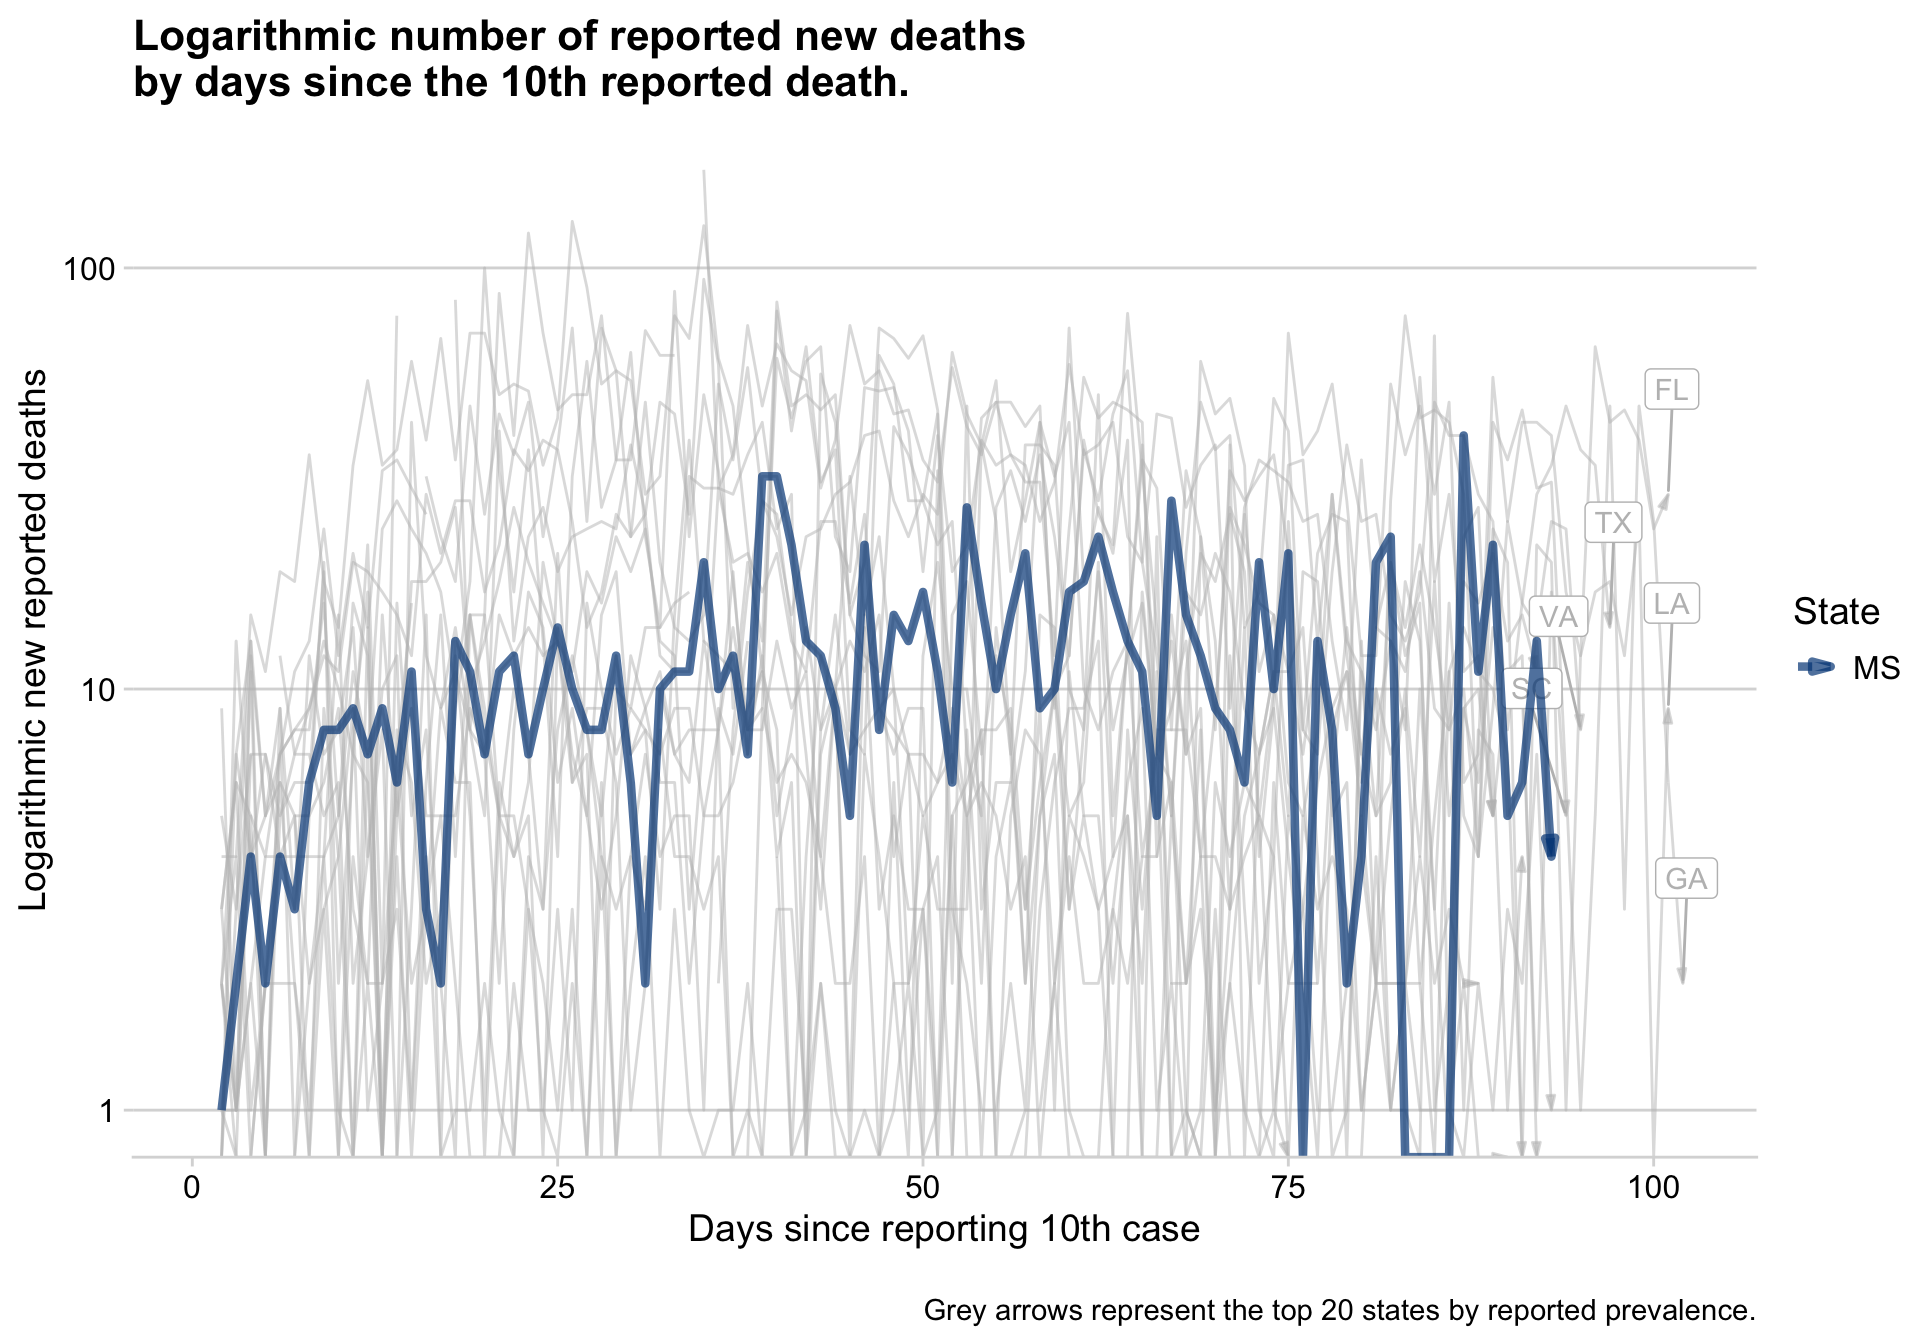 Logarithmic number of reported new deaths
by days since the 10th reported death.
Logarithmic new reported deaths
100
10
1
FL
TX
LA
VA
SC
GA
State
MS
0
25
50
75
100
Days since reporting 10th case
Grey arrows represent the top 20 states by reported prevalence.